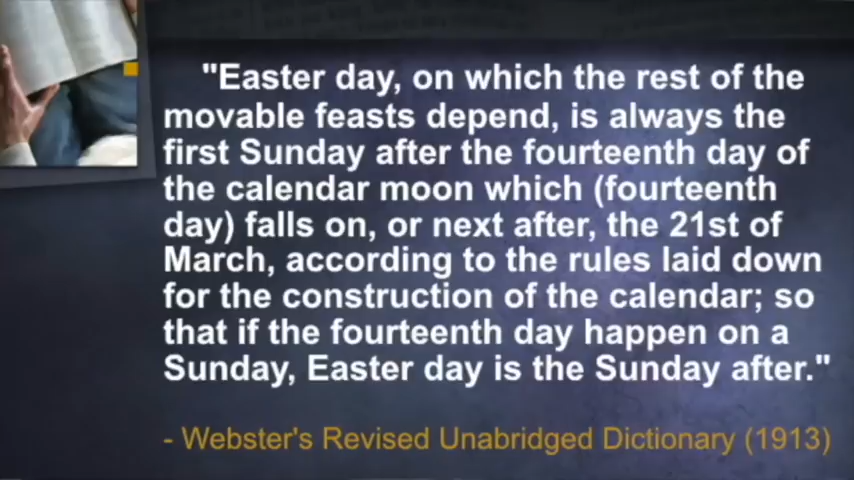 "Easter day, on which the rest of the
movable feasts depend, is always the
first Sunday after the fourteenth day of
the calendar moon which (fourteenth
day) falls on, or next after, the 21st of
March, according to the rules laid down
for the construction of the calendar; so
that if the fourteenth day happen on a
Sunday, Easter day is the Sunday after."
- Webster's Revised Unabridged Dictionary (1913)